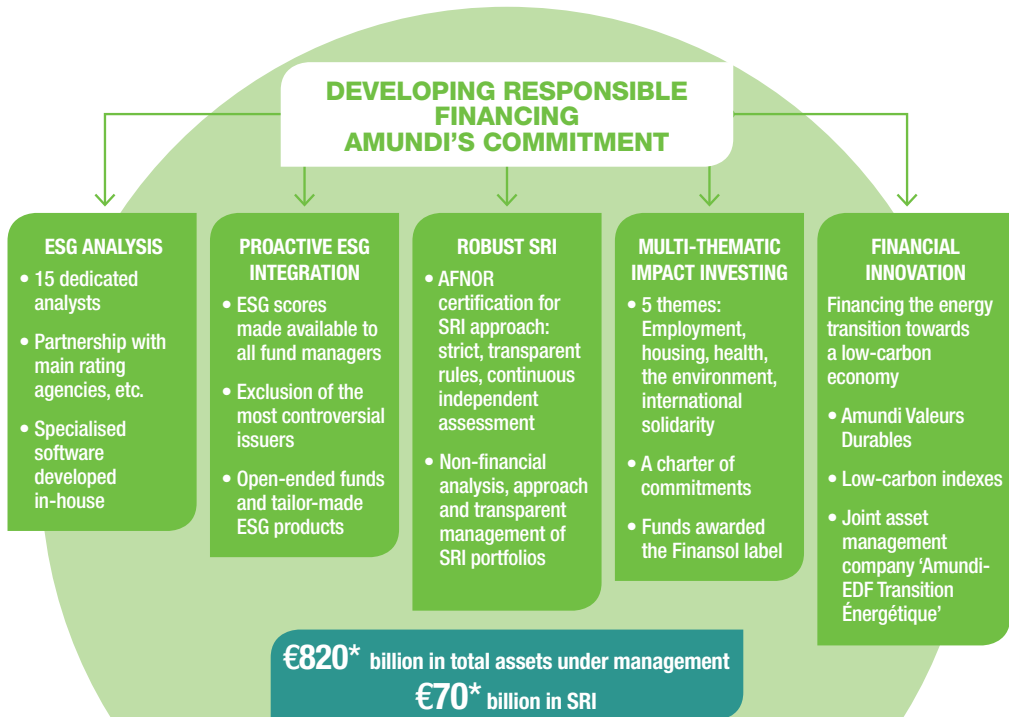 DEVELOPING RESPONSIBLE
FINANCING
AMUNDI’S COMMITMENT
ESG ANALYSIS
• 15 dedicated
analysts
• Partnership with
main rating
agencies, etc.
• Specialised
software
developed
in-house
PROACTIVE ESG
INTEGRATION
• ESG scores
made available to
all fund managers
• Exclusion of the
most controversial
issuers
• Open-ended funds
and tailor-made
ESG products
ROBUST SRI
• AFNOR
certification for
SRI approach:
strict, transparent
rules, continuous
independent
assessment
• Non-financial
analysis, approach
and transparent
management of
SRI portfolios
MULTI-THEMATIC
IMPACT INVESTING
• 5 themes:
Employment,
housing, health,
the environment,
international
solidarity
• A charter of
commitments
• Funds awarded
the Finansol label
FINANCIAL
INNOVATION
Financing the energy
transition towards
a low-carbon
economy
• Amundi Valeurs
Durables
• Low-carbon indexes
• Joint asset
management
company ‘Amundi-
EDF Transition
Énergétique’
€820* billion in total assets under management
€70* billion in SRI